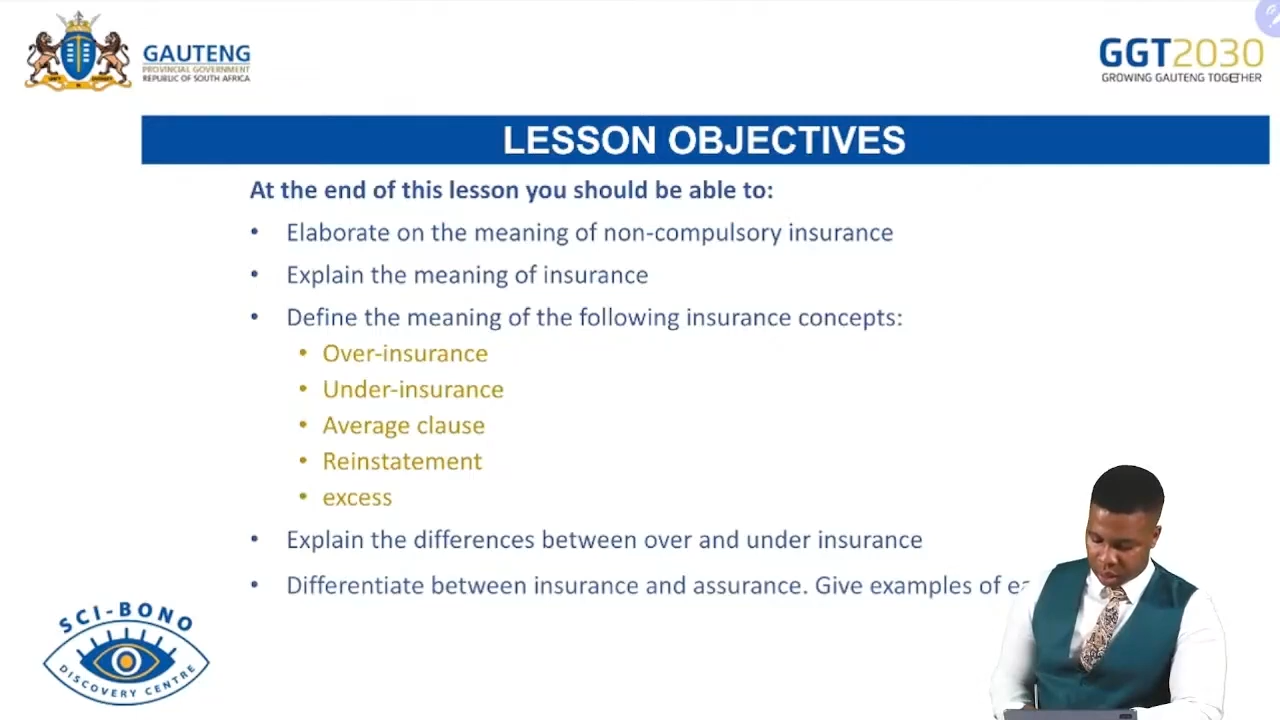 GAUTENG
PROVINCIAL GOVERNMENT
REPUBLIC OF SOUTH AFRICA
GGT2030
GROWING GAUTENG TOGETHER
LESSON OBJECTIVES
At the end of this lesson you should be able to:
• Elaborate on the meaning of non-compulsory insurance
• Explain the meaning of insurance
• Define the meaning of the following insurance concepts:
• Over-insurance
• Under-insurance
• Average clause
• Reinstatement
• excess
• Explain the differences between over and under insurance
• Differentiate between insurance and assurance. Give examples of
SCI-BONO
DISCOVERY CENTRE